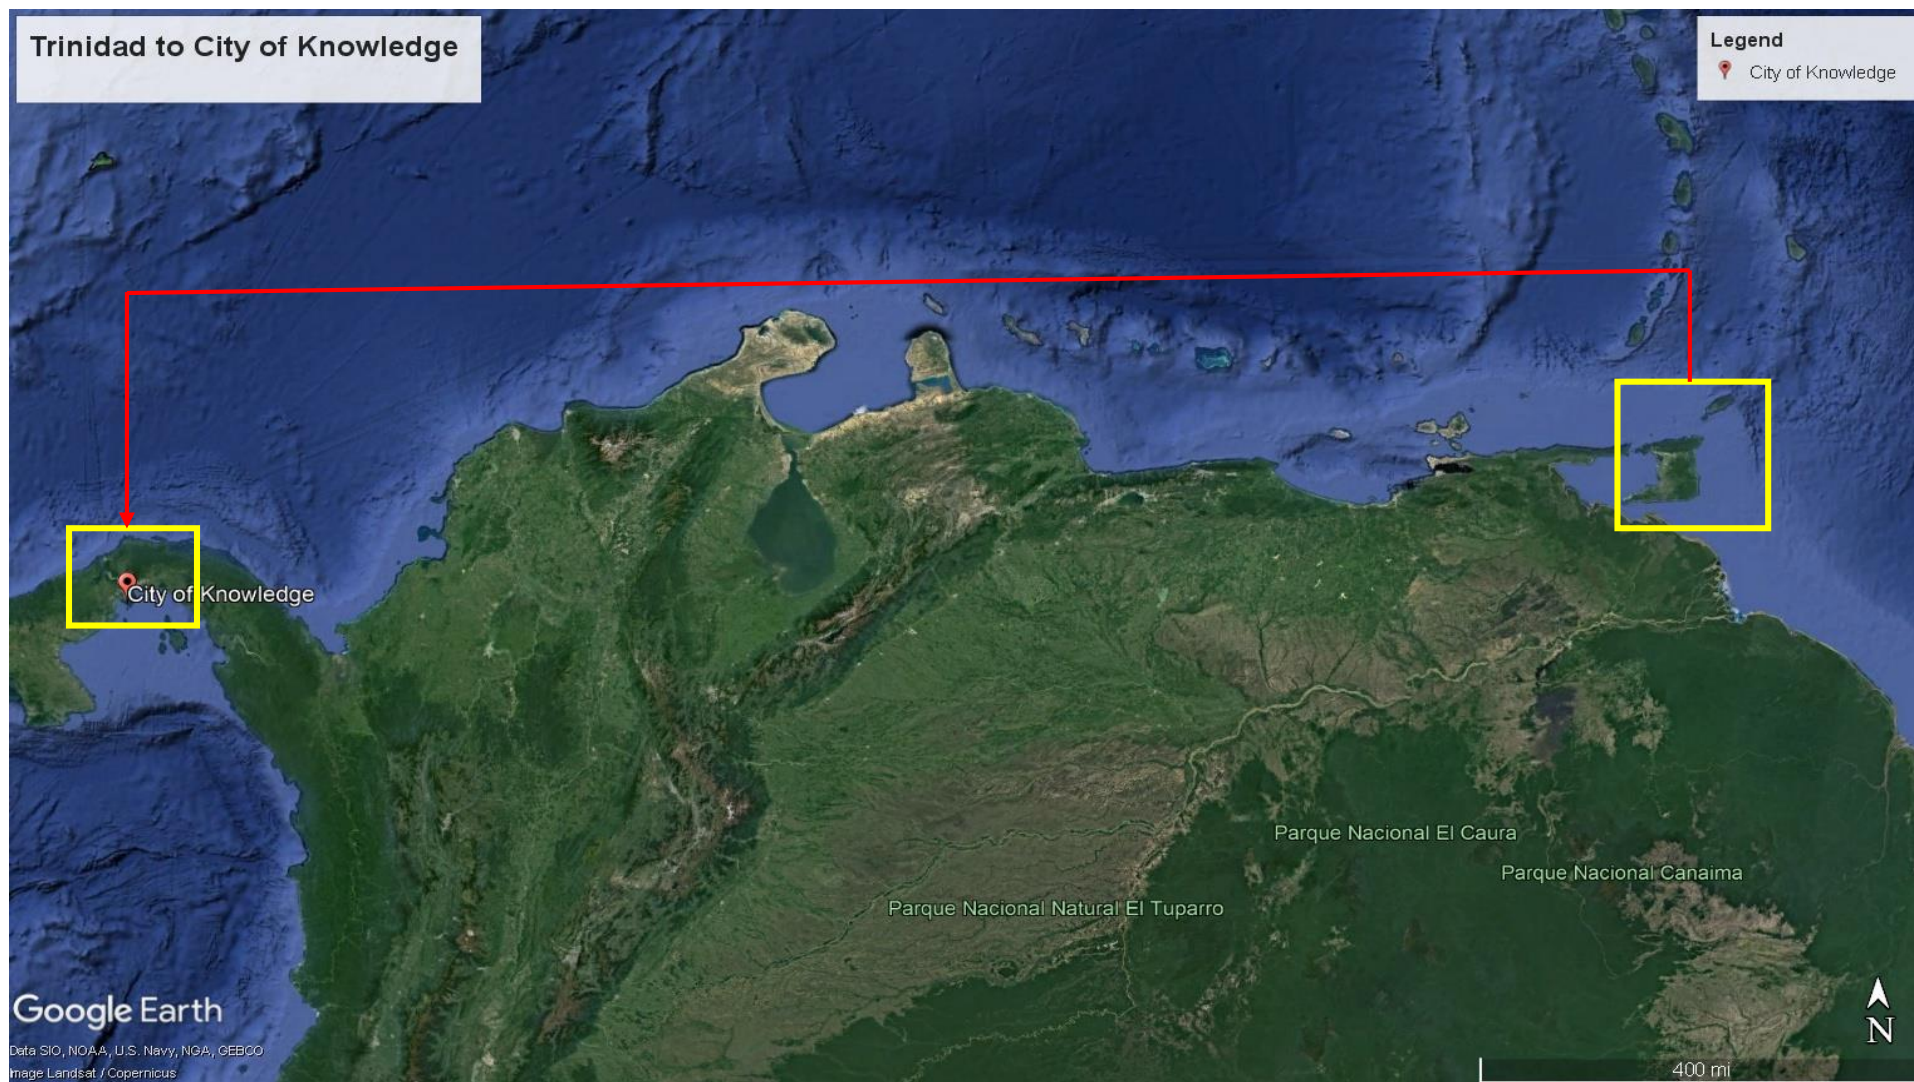 Trinidad to City of Knowledge
Legend
City of Knowledge
City of Knowledge
Parque Nacional El Caura
Parque Nacional Canaima
Parque Nacional Natural El Tuparro
Google Earth
N
Data SIO, NOAA, U.S. Navy, NGA, GEBCO
Image Landsat / Copernicus
400 mi